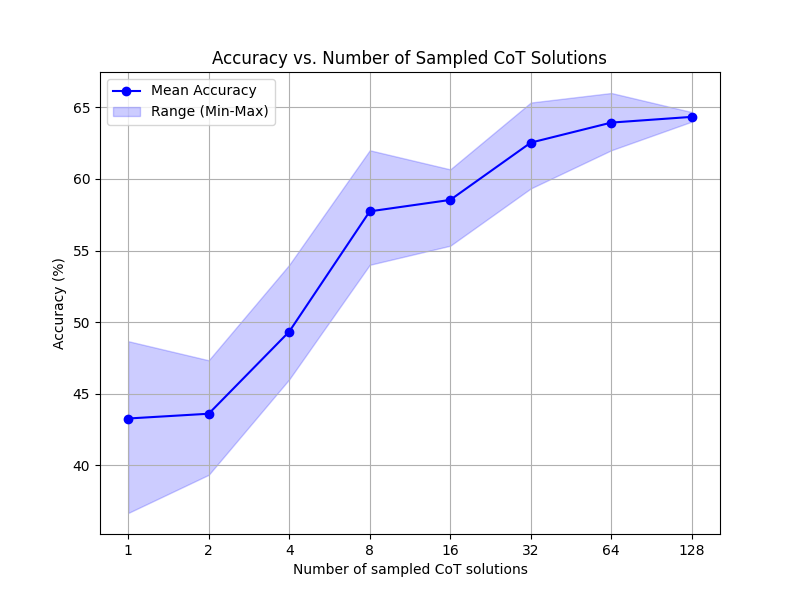 Accuracy vs. Number of Sampled CoT Solutions
Mean Accuracy
Range (Min-Max)
Accuracy (%)
65
60
55
50
45
40
1 2 4 8 16 32 64 128
Number of sampled CoT solutions